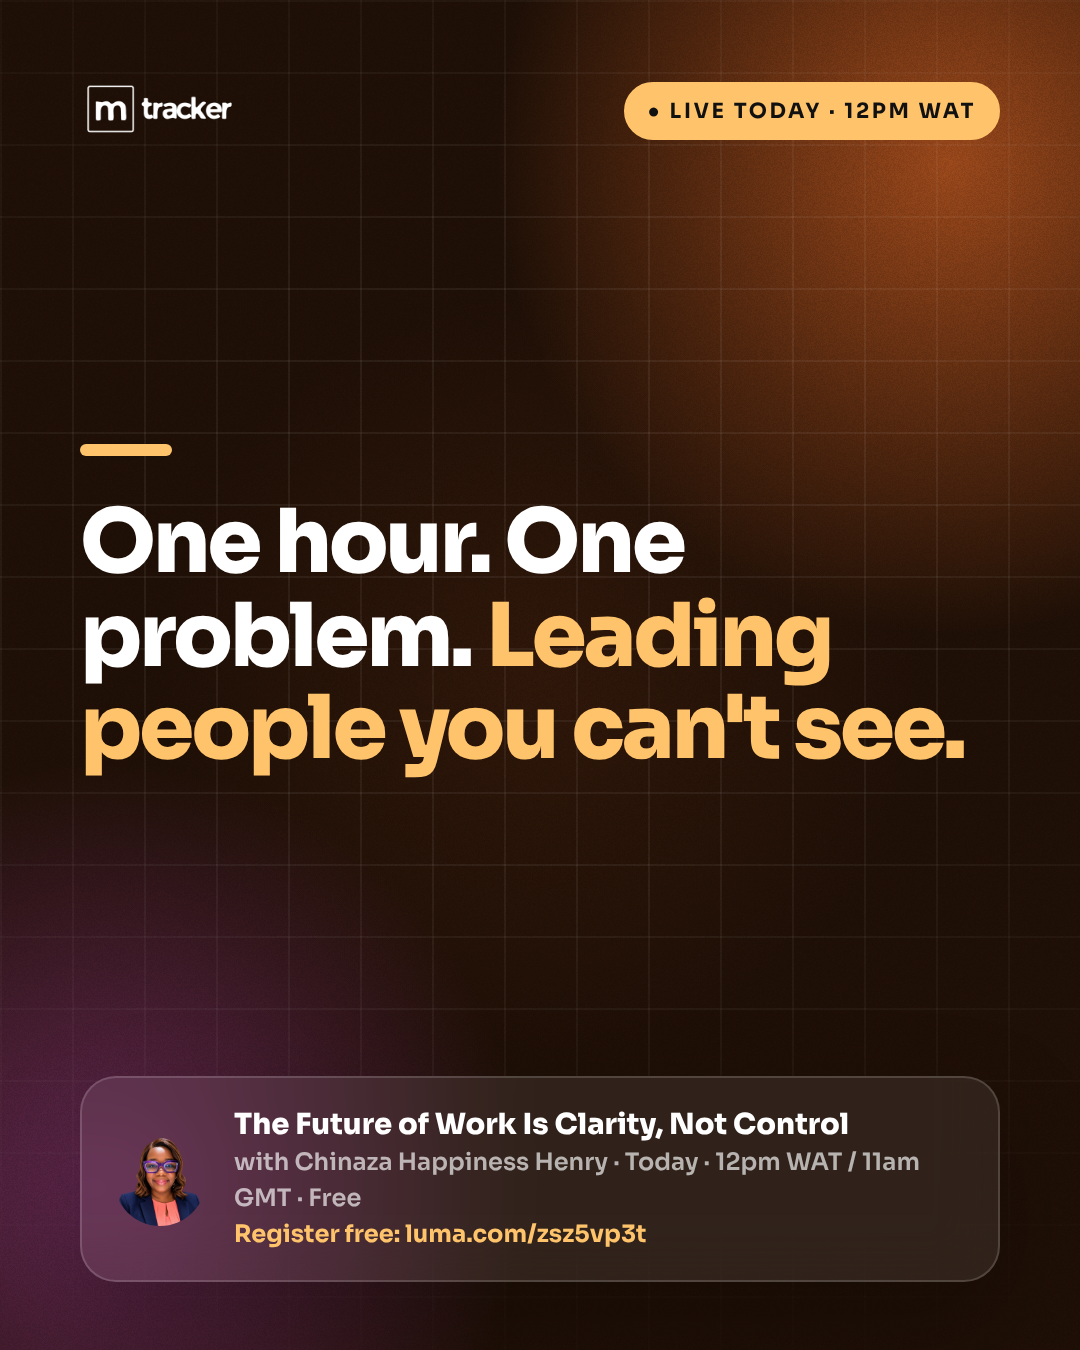 m tracker
• LIVE TODAY · 12PM WAT
One hour. One
problem. Leading
people you can't see.
The Future of Work Is Clarity, Not Control
with Chinaza Happiness Henry · Today · 12pm WAT / 11am
GMT · Free
Register free: luma.com/zsz5vp3t